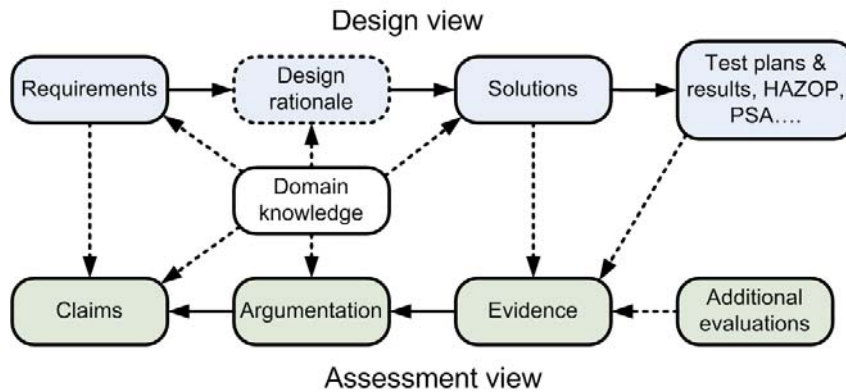 Design view
Requirements
Design
rationale
Solutions
Test plans &
results, HAZOP,
PSA....
Domain
knowledge
Claims
Argumentation
Evidence
Additional
evaluations
Assessment view